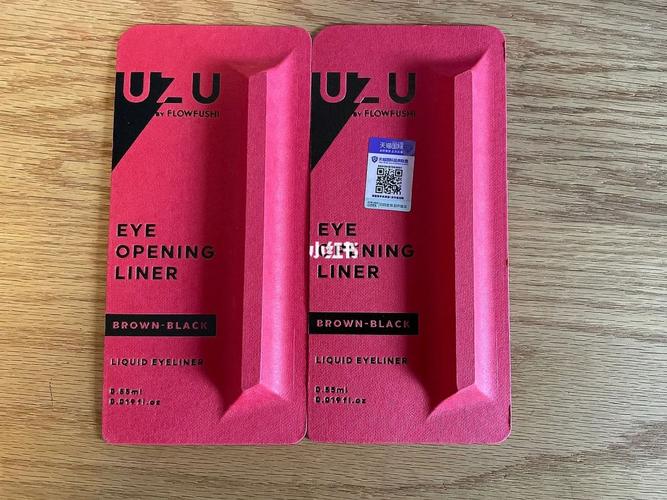 UZU
BY FLOWFUSHI
EYE
OPENING
LINER
BROWN-BLACK
LIQUID EYELINER
0.55ml
0.019fl.oz
UZU
BY FLOWFUSHI
天猫国际
EYE
OPENING
LINER
小红书
BROWN-BLACK
LIQUID EYELINER
0.55ml
0.019fl.oz